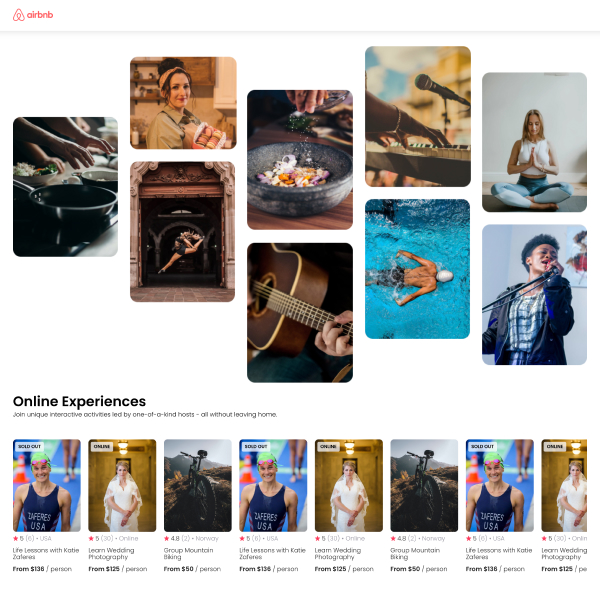 airbnb
Online Experiences
Join unique interactive activities led by one-of-a-kind hosts - all without leaving home.
SOLD OUT
ZAFERES
USA
5 (6) • USA
Life Lessons with Katie
Zaferes
From $136 / person
ONLINE
5 (30) • Online
Learn Wedding
Photography
From $125 / person
4.8 (2) • Norway
Group Mountain
Biking
From $50 / person
SOLD OUT
ZAFERES
USA
5 (6) • USA
Life Lessons with Katie
Zaferes
From $136 / person
ONLINE
5 (30) • Online
Learn Wedding
Photography
From $125 / person
4.8 (2) • Norway
Group Mountain
Biking
From $50 / person
SOLD OUT
ZAFERES
USA
5 (6) • USA
Life Lessons with Katie
Zaferes
From $136 / person
ONLINE
5 (30) • Onlin
Learn Wedding
Photography
From $125 / pe